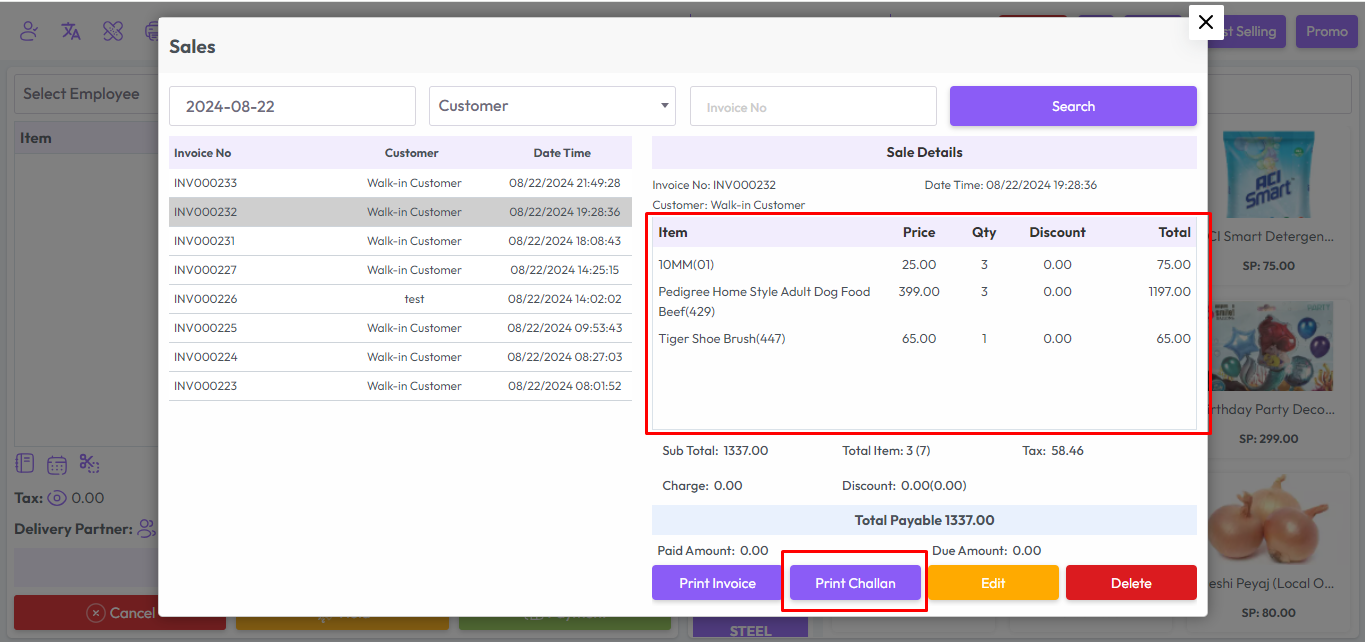 st Selling
Promo
Sales
Select Employee
2024-08-22
Customer
Invoice No
Search
Item
Invoice No Customer Date Time
INV000233 Walk-in Customer 08/22/2024 21:49:28
INV000232 Walk-in Customer 08/22/2024 19:28:36
INV000231 Walk-in Customer 08/22/2024 18:08:43
INV000227 Walk-in Customer 08/22/2024 14:25:15
INV000226 test 08/22/2024 14:02:02
INV000225 Walk-in Customer 08/22/2024 09:53:43
INV000224 Walk-in Customer 08/22/2024 08:27:03
INV000223 Walk-in Customer 08/22/2024 08:01:52
Sale Details
Invoice No: INV000232 Date Time: 08/22/2024 19:28:36
Customer: Walk-in Customer
Item Price Qty Discount Total
10MM(01) 25.00 3 0.00 75.00
Pedigree Home Style Adult Dog Food 399.00 3 0.00 1197.00
Beef(429)
Tiger Shoe Brush(447) 65.00 1 0.00 65.00
Sub Total: 1337.00 Total Item: 3 (7) Tax: 58.46
Charge: 0.00 Discount: 0.00(0.00)
Total Payable 1337.00
Paid Amount: 0.00 Due Amount: 0.00
Print Invoice
Print Challan
Edit
Delete
ACI
Smart
CI Smart Detergen...
SP: 75.00
irthday Party Deco...
SP: 299.00
eshi Peyaj (Local O...
SP: 80.00
Tax: 0.00
Delivery Partner:
Cancel
STEEL